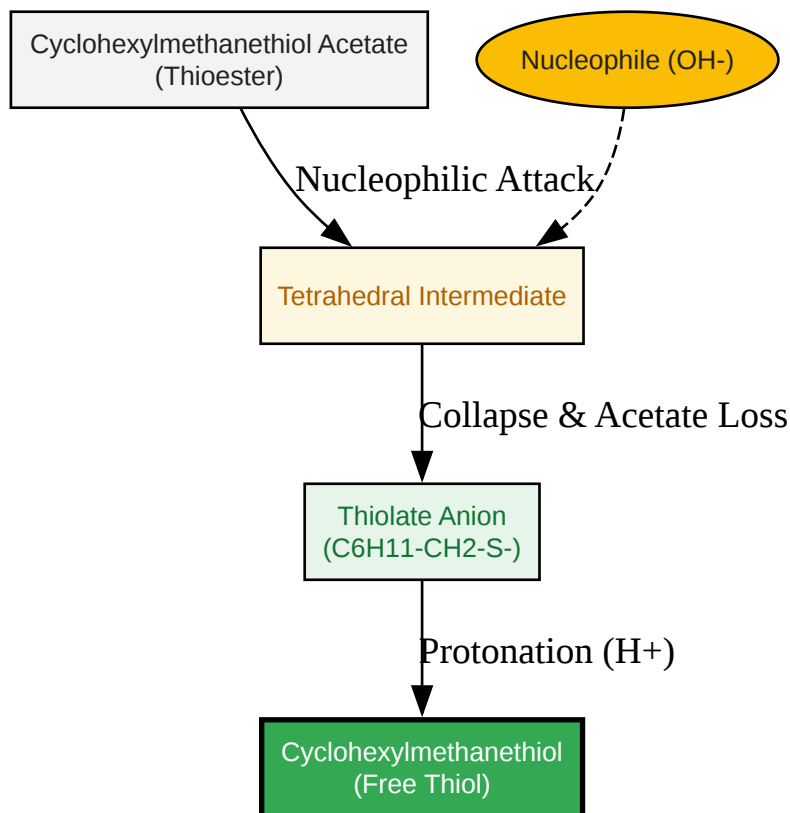 Cyclohexylmethanethiol Acetate
(Thioester)
Nucleophile (OH-)
Nucleophilic Attack
Tetrahedral Intermediate
Collapse & Acetate Loss
Thiolate Anion
(C6H11-CH2-S-)
Protonation (H+)
Cyclohexylmethanethiol
(Free Thiol)